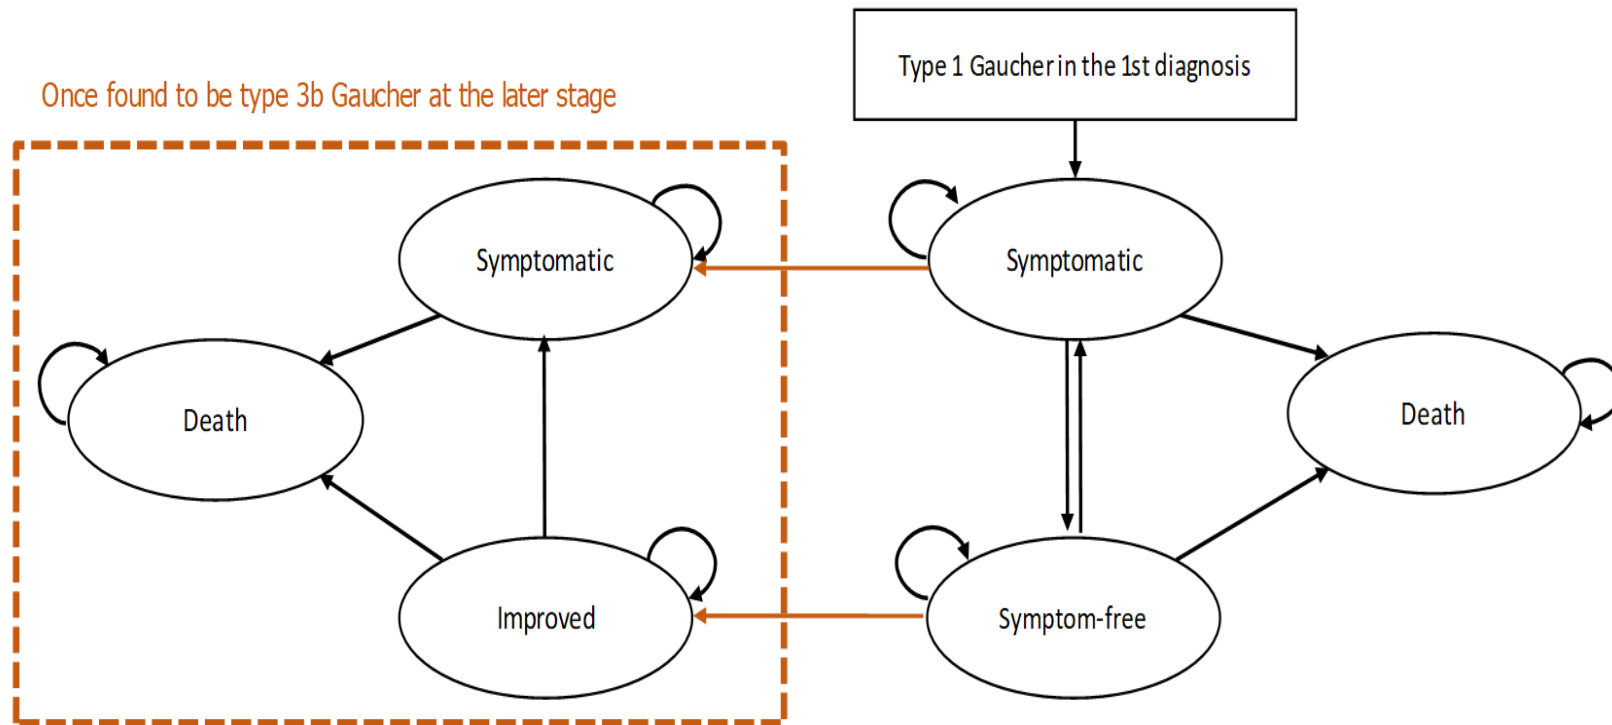 Type 1 Gaucher in the 1st diagnosis
Once found to be type 3b Gaucher at the later stage
Symptomatic
Symptomatic
Death
Death
Improved
Symptom-free